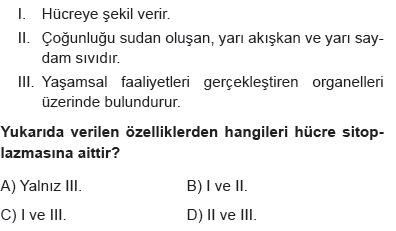 I. Hücreye şekil verir.
II. Çoğunluğu sudan oluşan, yarı akışkan ve yarı say-
dam sıvıdır.
III. Yaşamsal faaliyetleri gerçekleştiren organelleri
üzerinde bulundurur.
Yukarıda verilen özelliklerden hangileri hücre sitop-
lazmasına aittir?
A) Yalnız III. B) I ve II.
C) I ve III. D) II ve III.